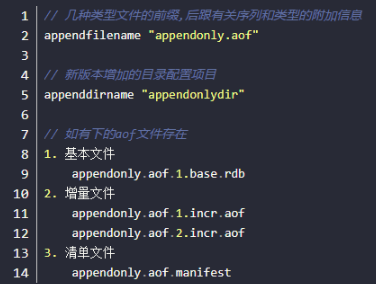 1 // 几种类型文件的前缀,后跟有关序列和类型的附加信息
2 appendfilename "appendonly.aof"
3
4 // 新版本增加的目录配置项目
5 appenddirname "appendonlydir"
6
7 // 如有下的aof文件存在
8 1. 基本文件
9 appendonly.aof.1.base.rdb
10 2. 增量文件
11 appendonly.aof.1.incr.aof
12 appendonly.aof.2.incr.aof
13 3. 清单文件
14 appendonly.aof.manifest